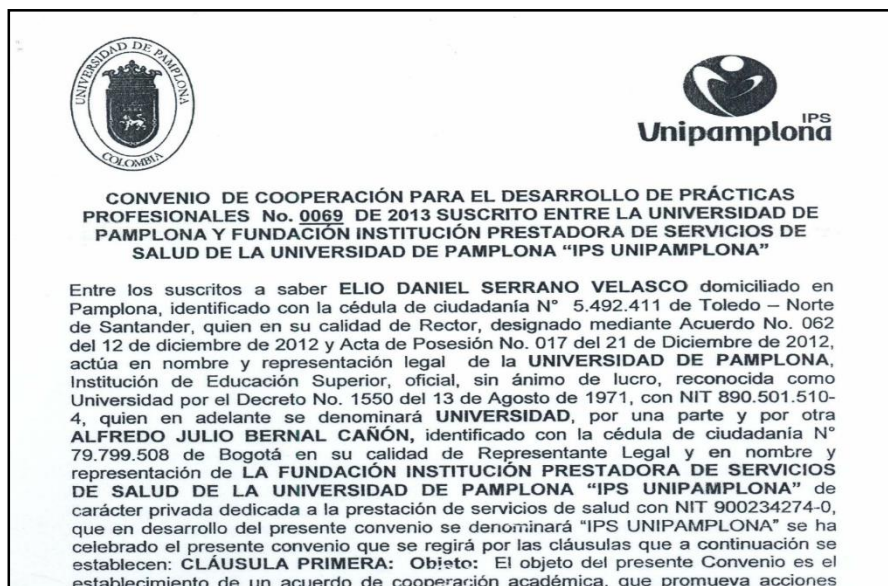 UNIVERSIDAD DE PAMPLONA
COLOMBIA
IPS
Unipamplona
CONVENIO DE COOPERACIÓN PARA EL DESARROLLO DE PRÁCTICAS
PROFESIONALES No. 0069 DE 2013 SUSCRITO ENTRE LA UNIVERSIDAD DE
PAMPLONA Y FUNDACIÓN INSTITUCIÓN PRESTADORA DE SERVICIOS DE
SALUD DE LA UNIVERSIDAD DE PAMPLONA “IPS UNIPAMPLONA”
Entre los suscritos a saber ELIO DANIEL SERRANO VELASCO domiciliado en
Pamplona, identificado con la cédula de ciudadanía N° 5.492.411 de Toledo – Norte
de Santander, quien en su calidad de Rector, designado mediante Acuerdo No. 062
del 12 de diciembre de 2012 y Acta de Posesión No. 017 del 21 de Diciembre de 2012,
actúa en nombre y representación legal de la UNIVERSIDAD DE PAMPLONA,
Institución de Educación Superior, oficial, sin ánimo de lucro, reconocida como
Universidad por el Decreto No. 1550 del 13 de Agosto de 1971, con NIT 890.501.510-
4, quien en adelante se denominará UNIVERSIDAD, por una parte y por otra
ALFREDO JULIO BERNAL CAÑÓN, identificado con la cédula de ciudadanía N°
79.799.508 de Bogotá en su calidad de Representante Legal y en nombre y
representación de LA FUNDACIÓN INSTITUCIÓN PRESTADORA DE SERVICIOS
DE SALUD DE LA UNIVERSIDAD DE PAMPLONA “IPS UNIPAMPLONA” de
carácter privada dedicada a la prestación de servicios de salud con NIT 900234274-0,
que en desarrollo del presente convenio se denominará “IPS UNIPAMPLONA” se ha
celebrado el presente convenio que se regirá por las cláusulas que a continuación se
establecen: CLÁUSULA PRIMERA: Objeto: El objeto del presente Convenio es el
establecimiento de un acuerdo de cooperación académica, que promueva acciones